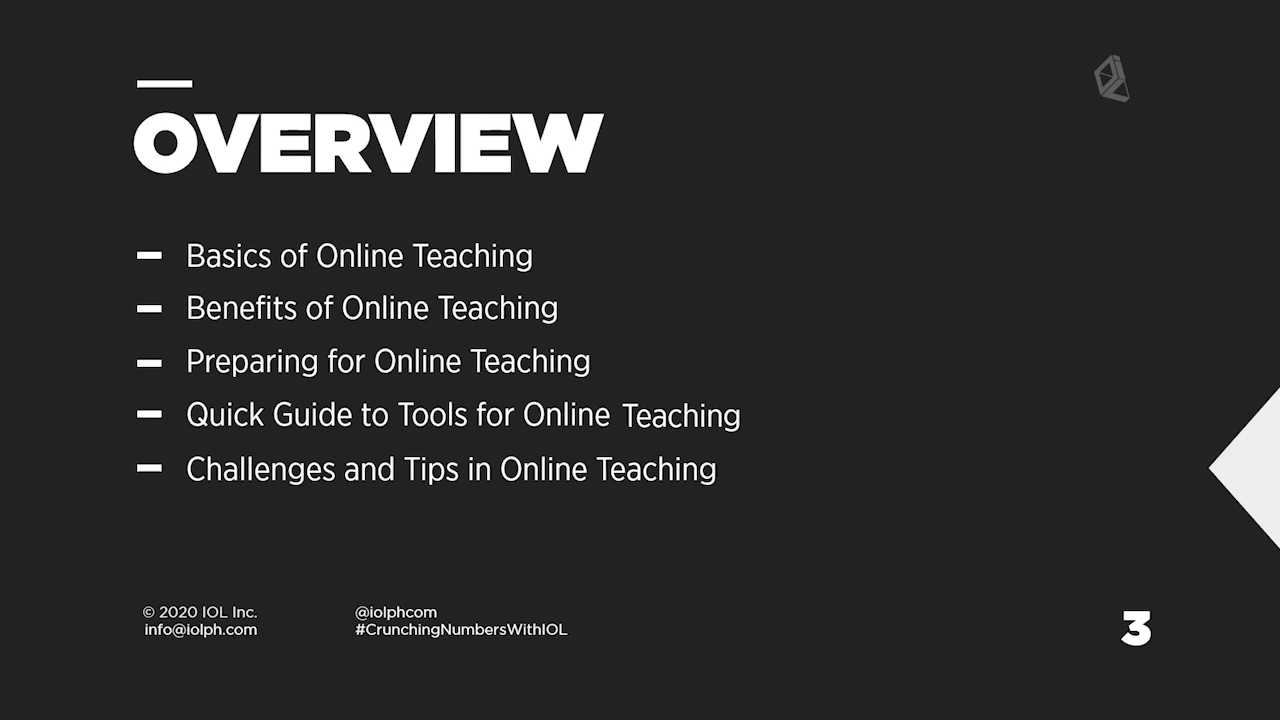 OVERVIEW
Basics of Online Teaching
Benefits of Online Teaching
Preparing for Online Teaching
Quick Guide to Tools for Online Teaching
Challenges and Tips in Online Teaching
© 2020 IOL Inc.
info@iolph.com
@iolphcom
#CrunchingNumbersWithIOL
3